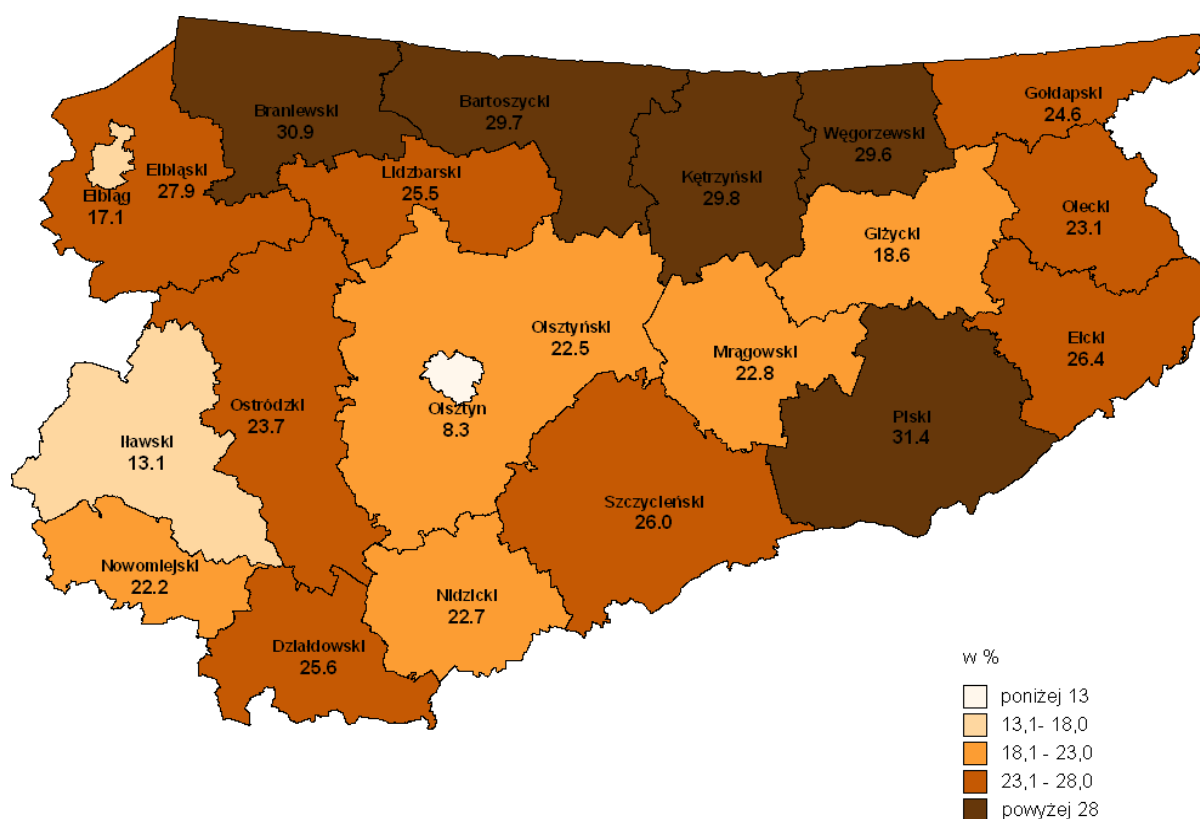 Braniewski
30.9
Bartoszycki
29.7
Gołdapski
24.6
Węgorzewski
29.6
Elbląski
27.9
Elbląg
17.1
Lidzbarski
25.5
Kętrzyński
29.8
Olecki
23.1
Giżycki
18.6
Olsztyński
22.5
Mrągowski
22.8
Ełcki
26.4
Ostródzki
23.7
Olsztyn
8.3
Piski
31.4
Iławski
13.1
Szczycieński
26.0
Nowomiejski
22.2
Nidzicki
22.7
Działdowski
25.6
w %
poniżej 13
13,1- 18,0
18,1 - 23,0
23,1 - 28,0
powyżej 28